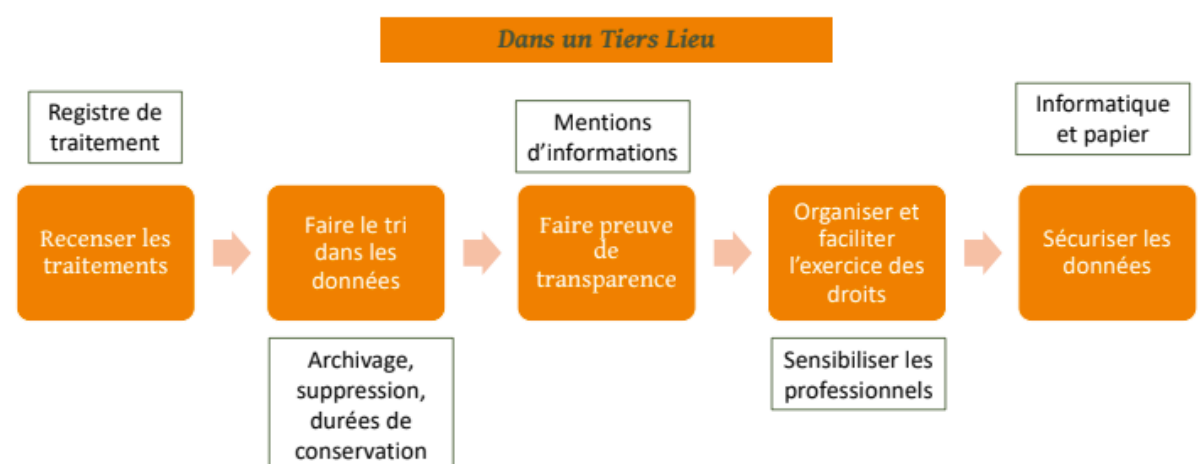 Dans un Tiers Lieu
Registre de
traitement
Mentions
d'informations
Informatique
et papier
Recenser les
traitements
Faire le tri
dans les
données
Faire preuve
de
transparence
Organiser et
faciliter
l'exercice des
droits
Sécuriser les
données
Archivage,
suppression,
durées de
conservation
Sensibiliser les
professionnels